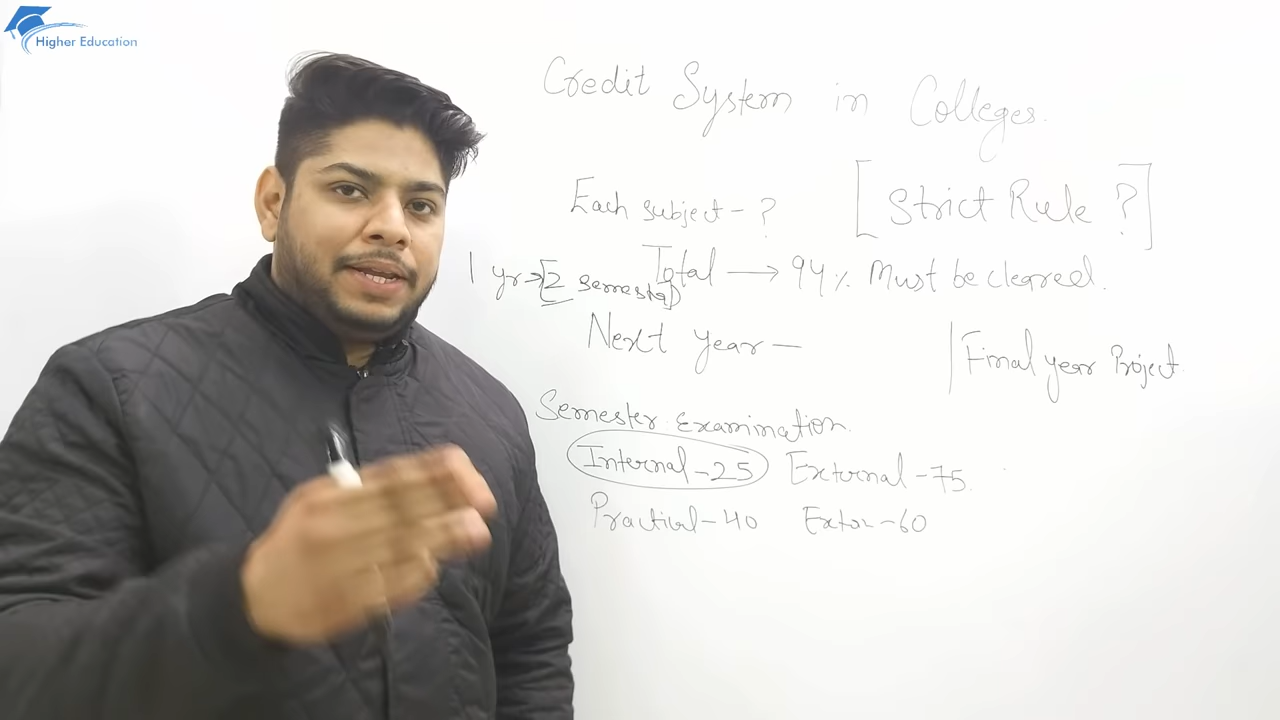 Higher Education
Credit System in Colleges.
Each subject - ?
[Strict Rule ?]
Total → 94% Must be cleared.
1 yr → [2 semester]
Next year —
Final year Project.
Semester Examination.
Internal - 25 External - 75
Practical - 40 Exter - 60